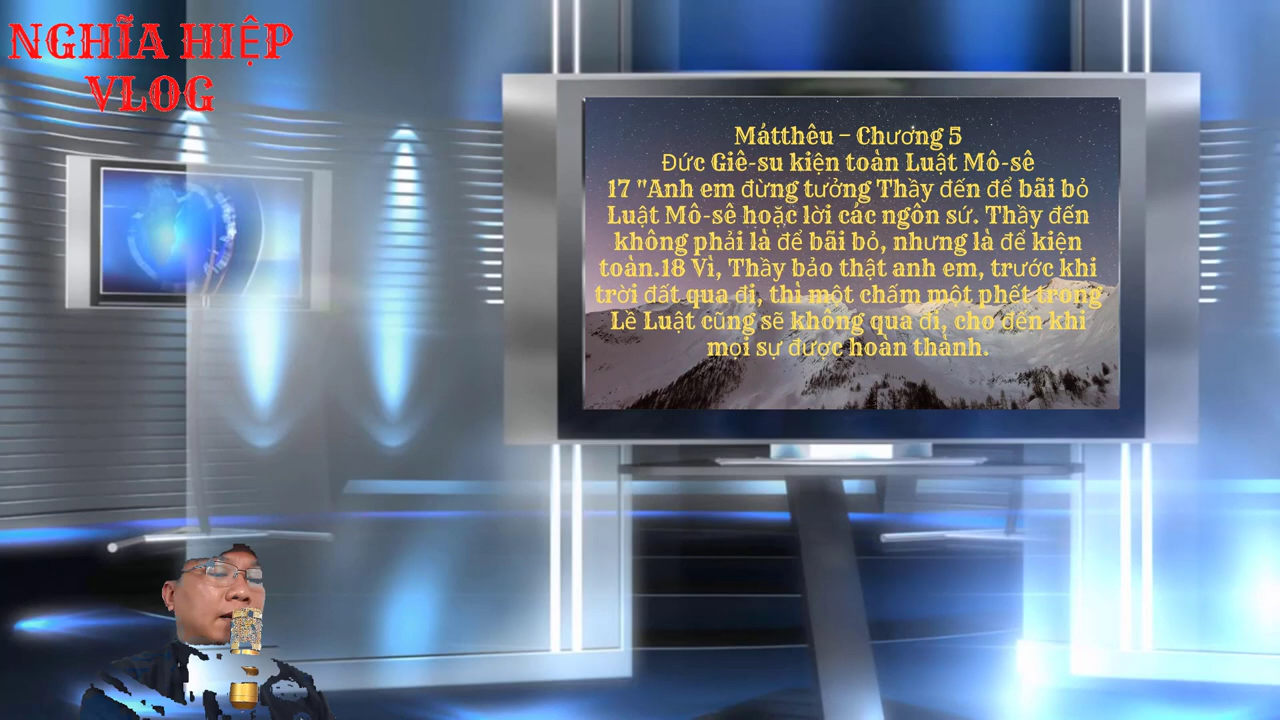 NGHĨA HIỆP
VLOG
Mátthêu - Chương 5
Đức Giê-su kiện toàn Luật Mô-sê
17 "Anh em đừng tưởng Thầy đến để bãi bỏ
Luật Mô-sê hoặc lời các ngôn sứ. Thầy đến
không phải là để bãi bỏ, nhưng là để kiện
toàn.18 Vì, Thầy bảo thật anh em, trước khi
trời đất qua đi, thì một chấm một phết trong
Lề Luật cũng sẽ không qua đi, cho đến khi
mọi sự được hoàn thành.